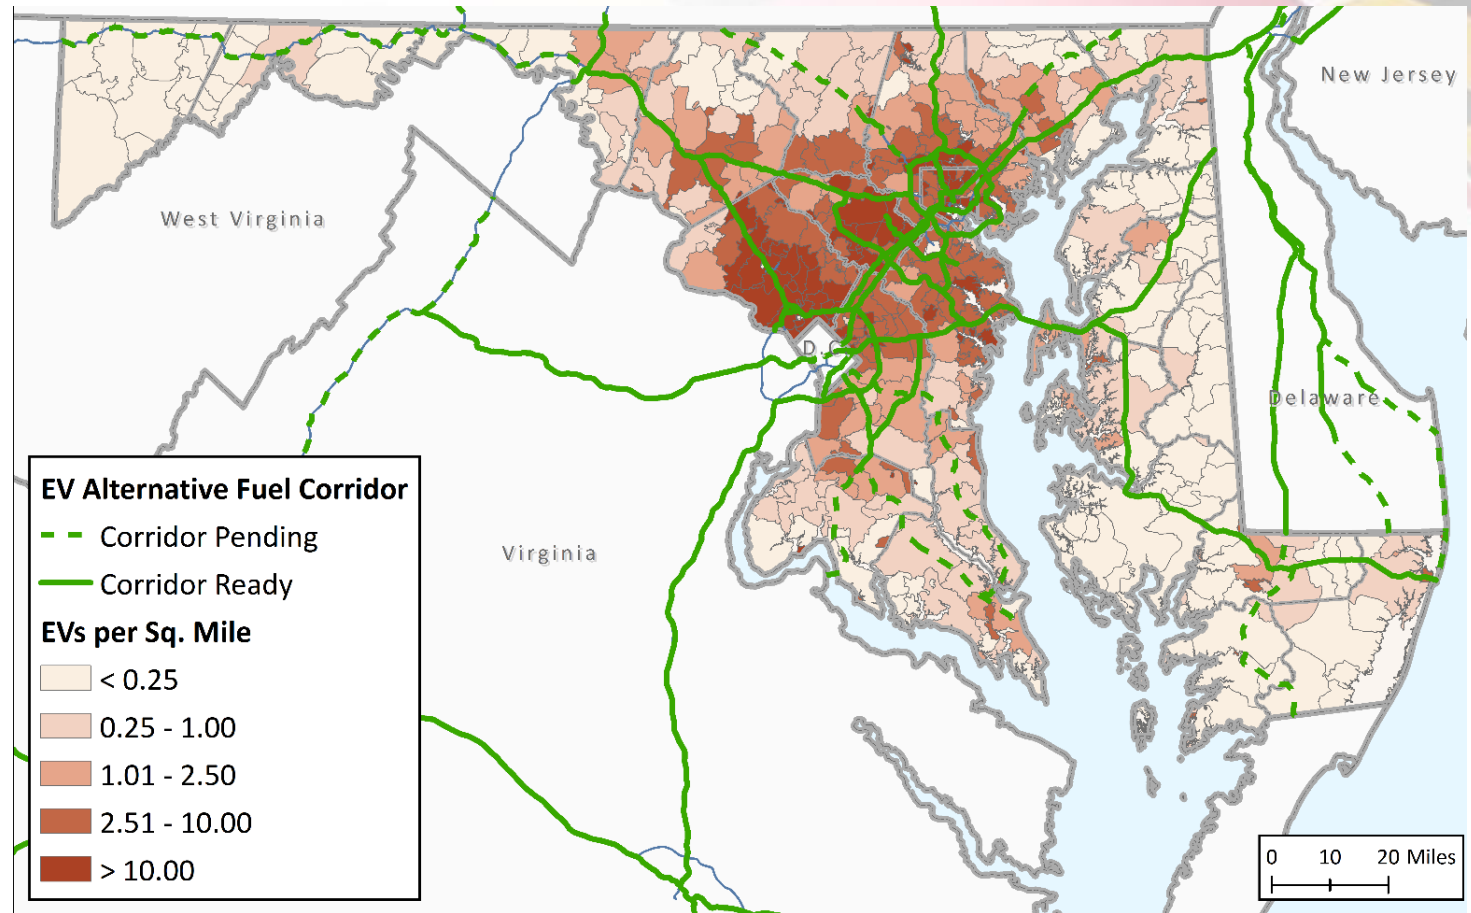 New Jersey
West Virginia
D.C
Delaware
Virginia
EV Alternative Fuel Corridor
Corridor Pending
Corridor Ready
EVs per Sq. Mile
< 0.25
0.25 - 1.00
1.01 - 2.50
2.51 - 10.00
> 10.00
0 10 20 Miles